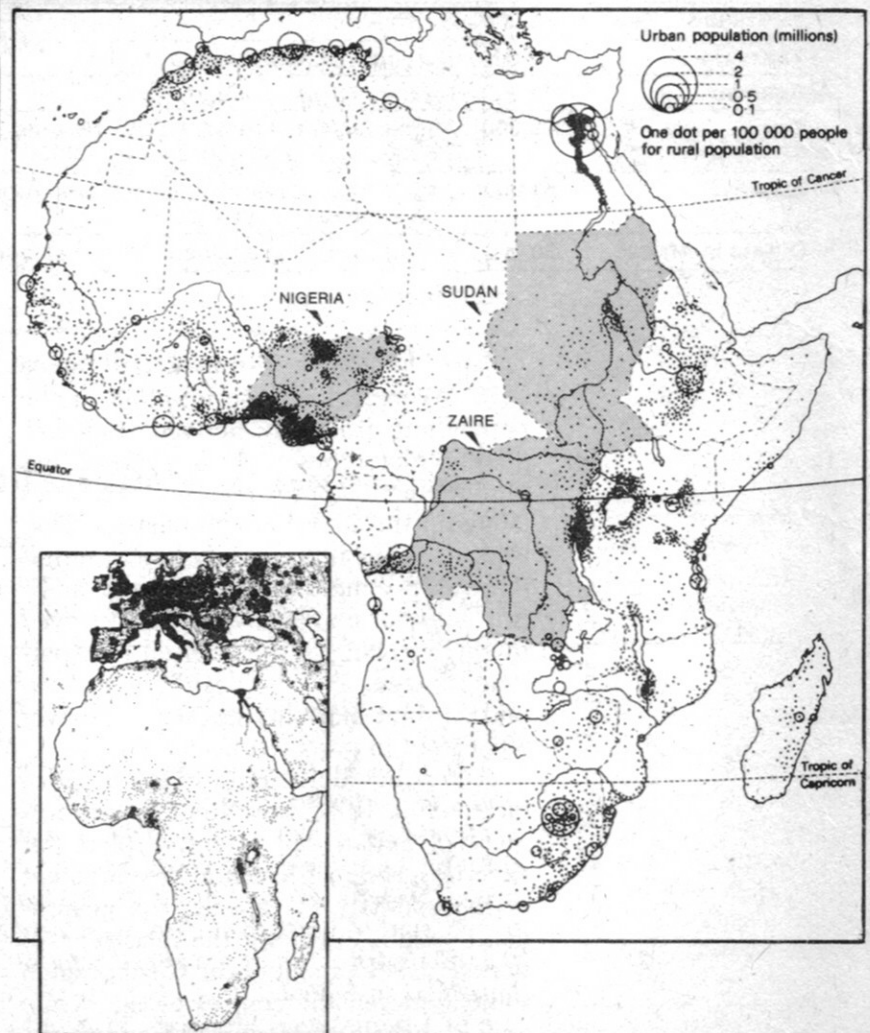 Urban population (millions)
4
2
1
0·5
0·1
One dot per 100 000 people
for rural population
Tropic of Cancer
NIGERIA
SUDAN
ZAIRE
Equator
Tropic of
Capricorn